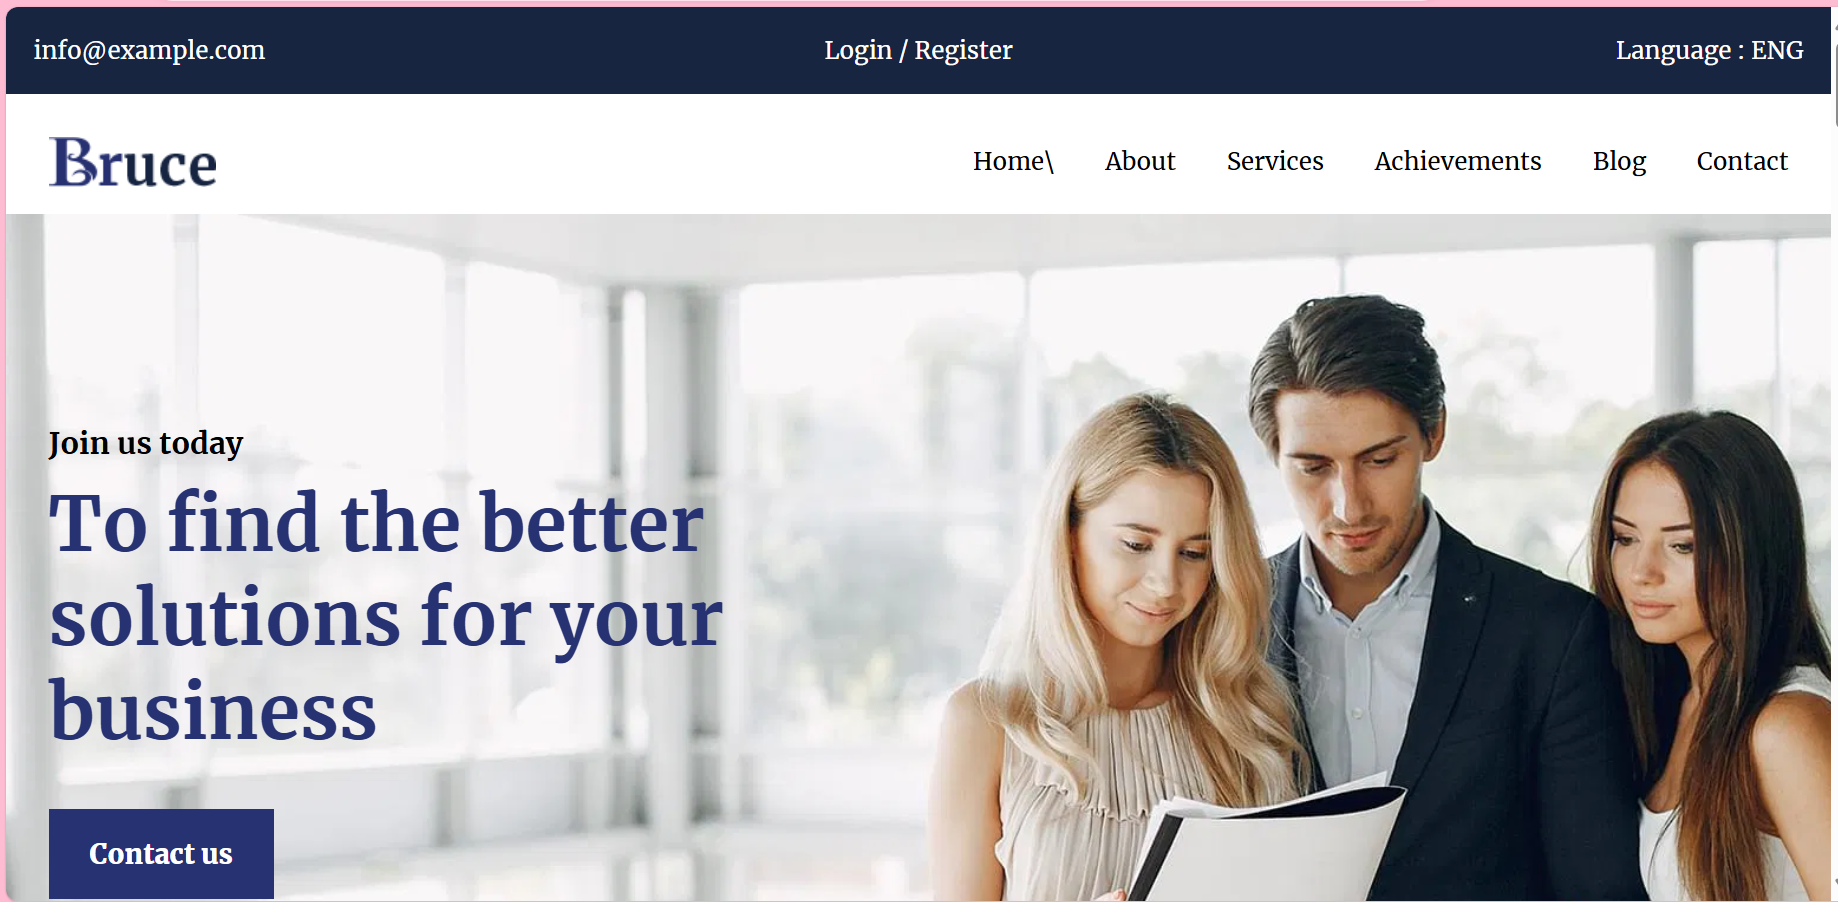 info@example.com
Login / Register
Language : ENG
Bruce
Home\ About Services Achievements Blog Contact
Join us today
To find the better
solutions for your
business
Contact us